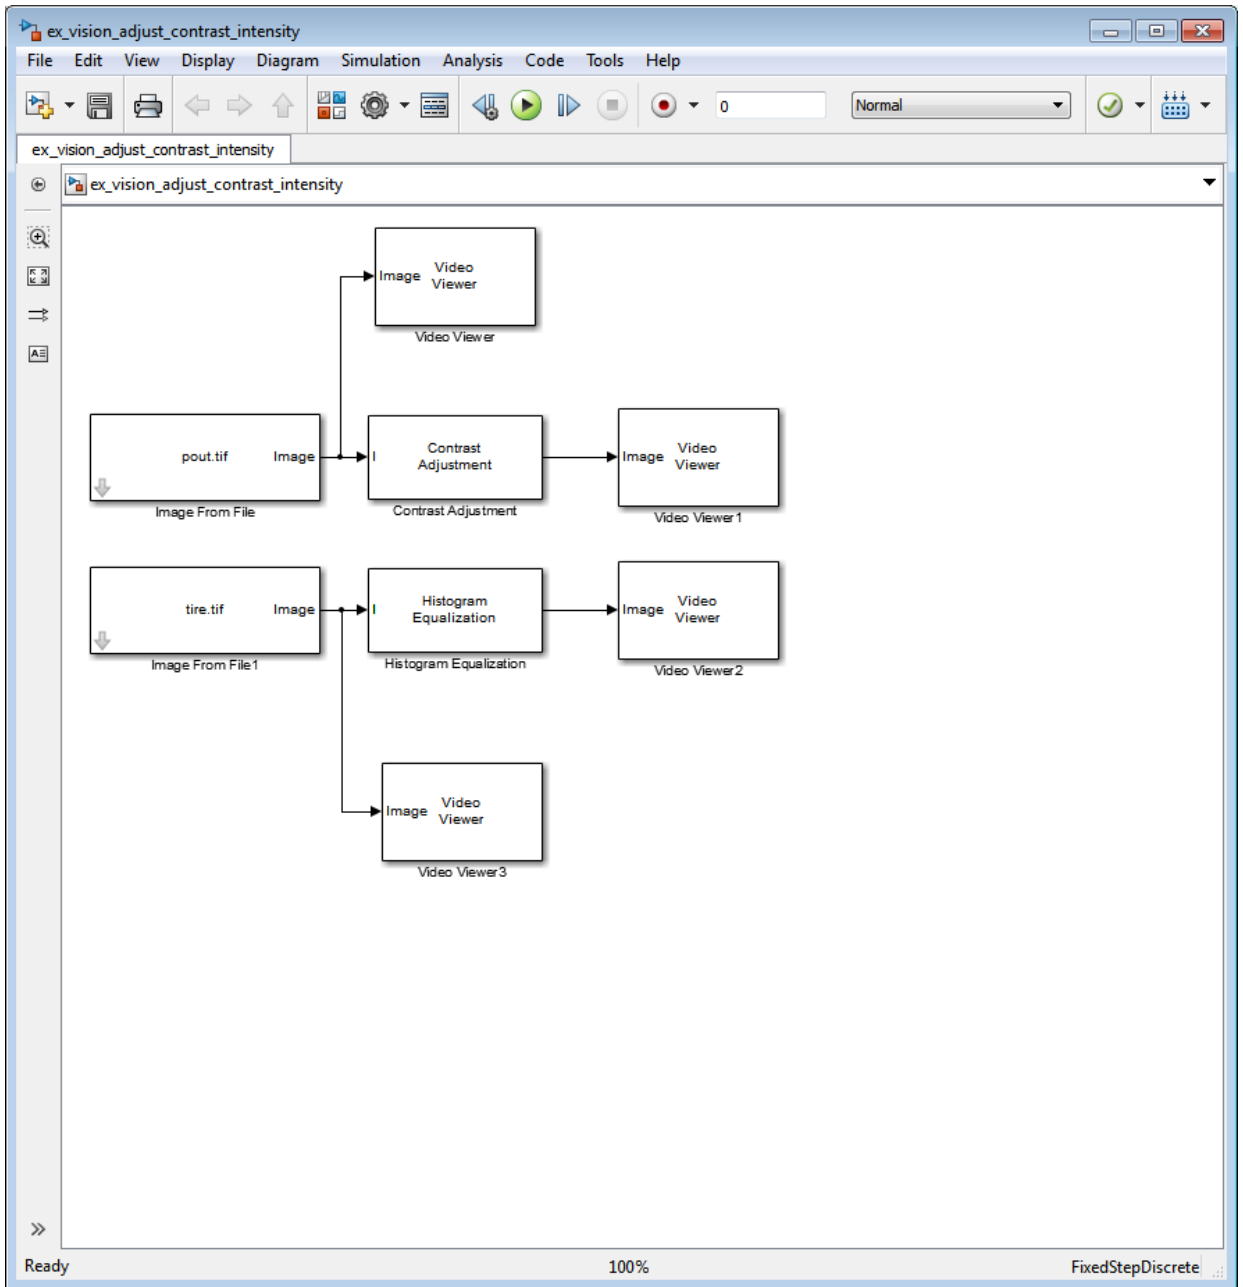 ex_vision_adjust_contrast_intensity
File Edit View Display Diagram Simulation Analysis Code Tools Help
0 Normal
ex_vision_adjust_contrast_intensity
ex_vision_adjust_contrast_intensity
Image Video
Viewer
Video Viewer
pout.tif Image
Image From File
I Contrast
Adjustment
Contrast Adjustment
Image Video
Viewer
Video Viewer1
tire.tif Image
Image From File1
I Histogram
Equalization
Histogram Equalization
Image Video
Viewer
Video Viewer2
Image Video
Viewer
Video Viewer3
Ready 100% FixedStepDiscrete